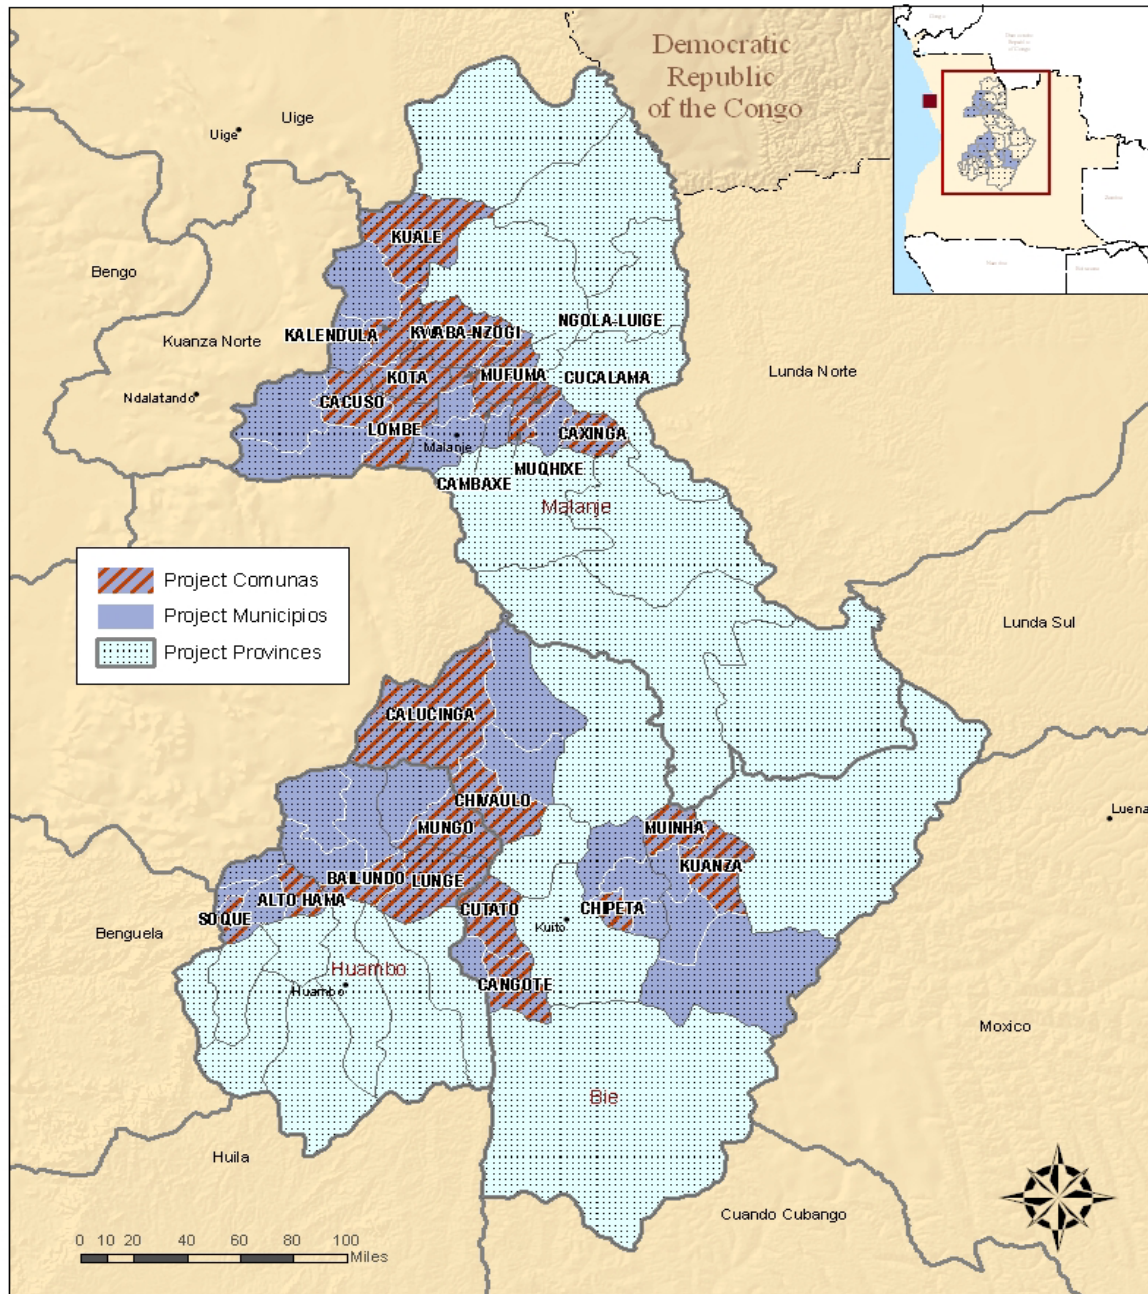 Democratic
Republic
of the Congo
Uige
Uige
Bengo
KUALE
Kuanza Norte
KALENDULA
KWABA-NZOGI
NGOLA-LUIGE
Lunda Norte
KOTA
MUFUMA
CUCALAMA
Ndalatando
CACUSO
LOMBE
Malanje
CAXINGA
MUQHIXE
CAMBAXE
Malanje
Project Comunas
Project Municipios
Project Provinces
Lunda Sul
CALUCINGA
CHIVAULO
Luena
MUNGO
MUINHA
KUANZA
BAILUNDO
LUNGE
ALTO HAMA
CUTATO
CHIPETA
SOQUE
Kuito
Benguela
Huambo
CANGOTE
Huambo
Moxico
Bie
Huila
Cuando Cubango
0 10 20 40 60 80 100
Miles